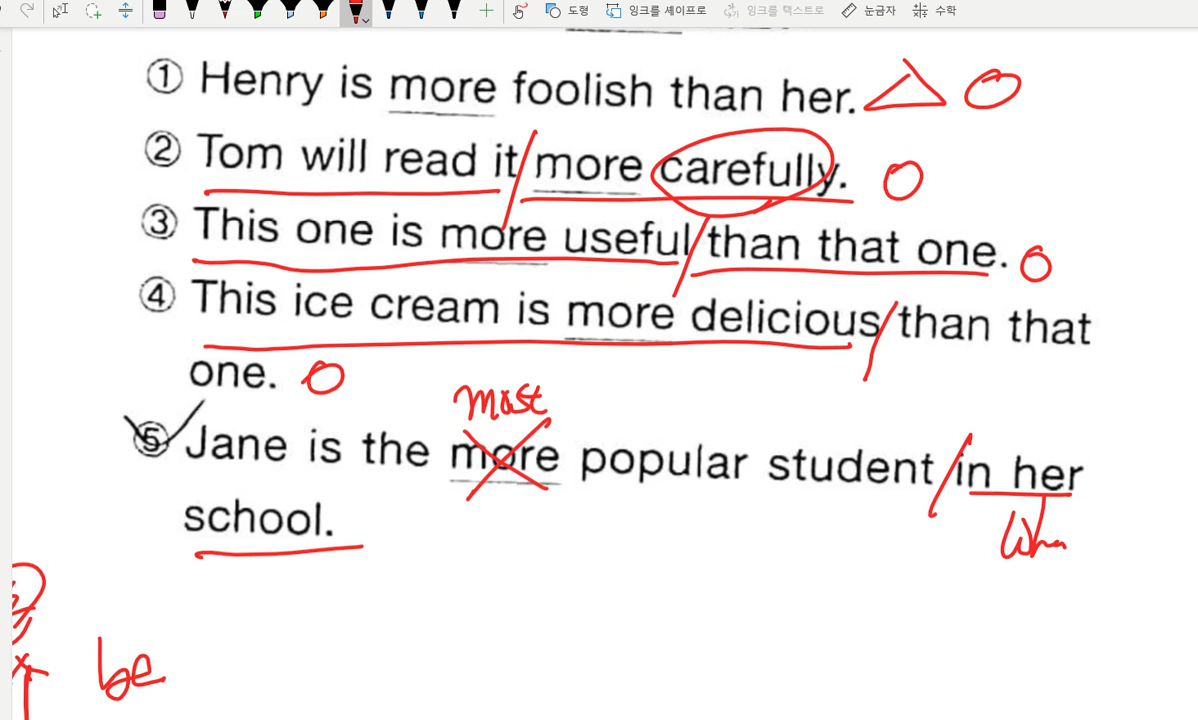 도형 잉크를 셰이프로 잉크를 텍스트로 눈금자 수학
① Henry is more foolish than her.
② Tom will read it more carefully.
③ This one is more useful than that one.
④ This ice cream is more delicious than that
one.
most
⑤ Jane is the more popular student in her
school.
be